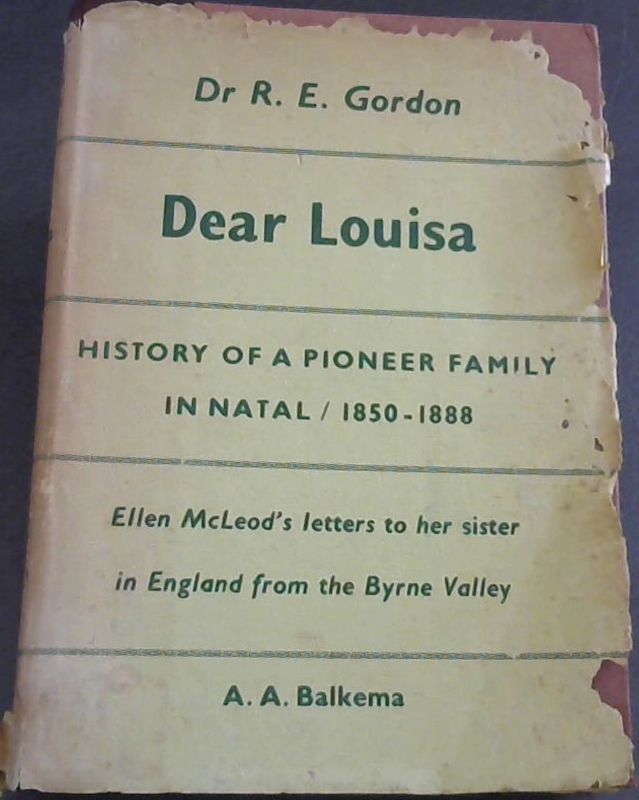 Dr R. E. Gordon
Dear Louisa
HISTORY OF A PIONEER FAMILY
IN NATAL / 1850-1888
Ellen McLeod's letters to her sister
in England from the Byrne Valley
A. A. Balkema